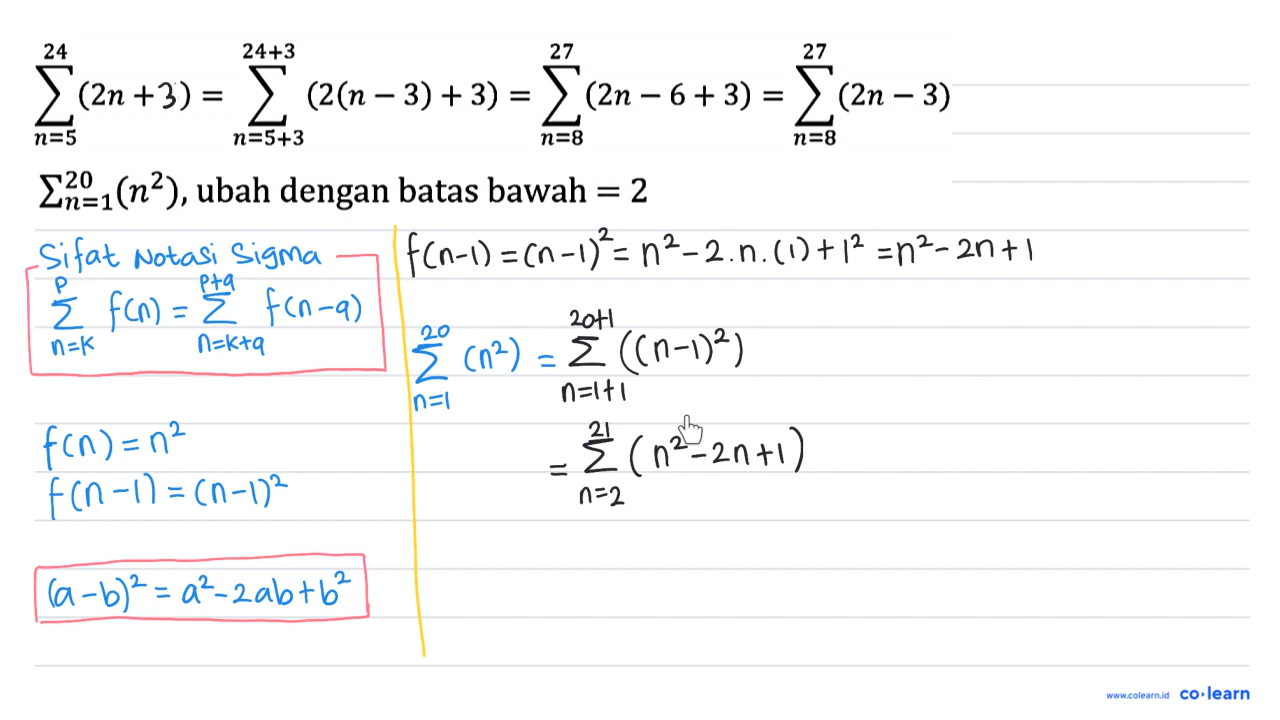 24 24+3 27 27
∑ (2n + 3) = ∑ (2(n − 3) + 3) = ∑ (2n − 6 + 3) = ∑ (2n − 3)
n=5 n=5+3 n=8 n=8
∑²⁰ₙ₌₁(n²), ubah dengan batas bawah = 2
Sifat Notasi Sigma
p p+q
∑ f(n) = ∑ f(n-q)
n=k n=k+q
f(n) = n²
f(n-1) = (n-1)²
(a-b)² = a² - 2ab + b²
f(n-1) = (n-1)² = n² - 2.n.(1) + 1² = n² - 2n + 1
20 20+1
∑ (n²) = ∑ ((n-1)²)
n=1 n=1+1
21
= ∑ (n² - 2n + 1)
n=2
www.colearn.id co·learn